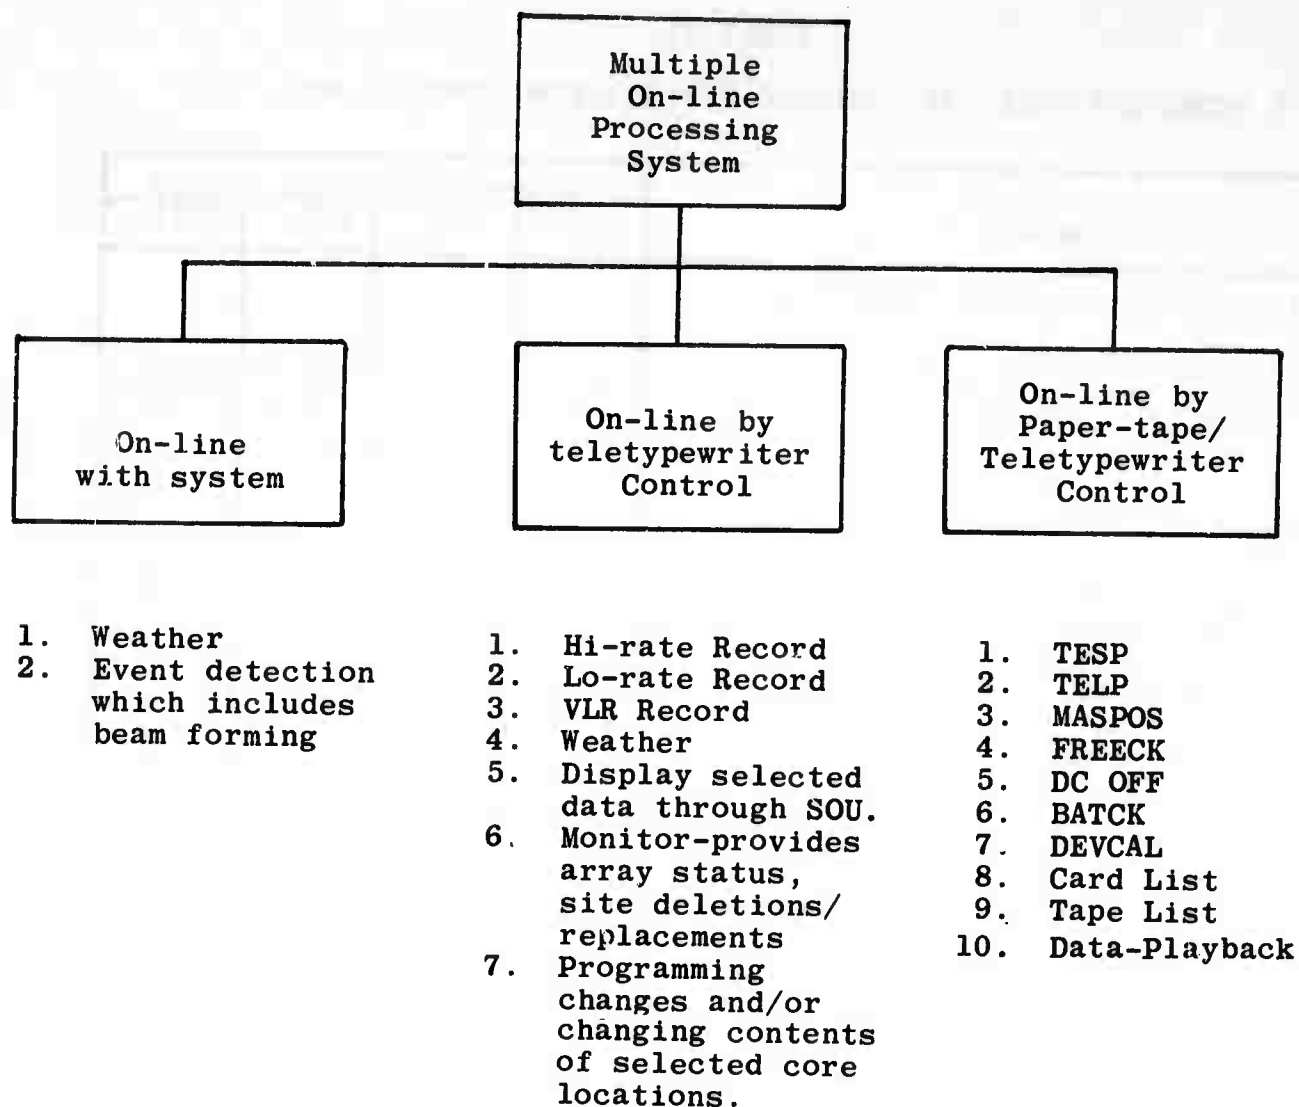 Multiple
On-line
Processing
System
On-line
with system
On-line by
teletypewriter
Control
On-line by
Paper-tape/
Teletypewriter
Control
1. Weather
2. Event detection
which includes
beam forming
1. Hi-rate Record
2. Lo-rate Record
3. VLR Record
4. Weather
5. Display selected
data through SOU.
6. Monitor-provides
array status,
site deletions/
replacements
7. Programming
changes and/or
changing contents
of selected core
locations.
1. TESP
2. TELP
3. MASPOS
4. FREECK
5. DC OFF
6. BATCK
7. DEVCAL
8. Card List
9. Tape List
10. Data-Playback